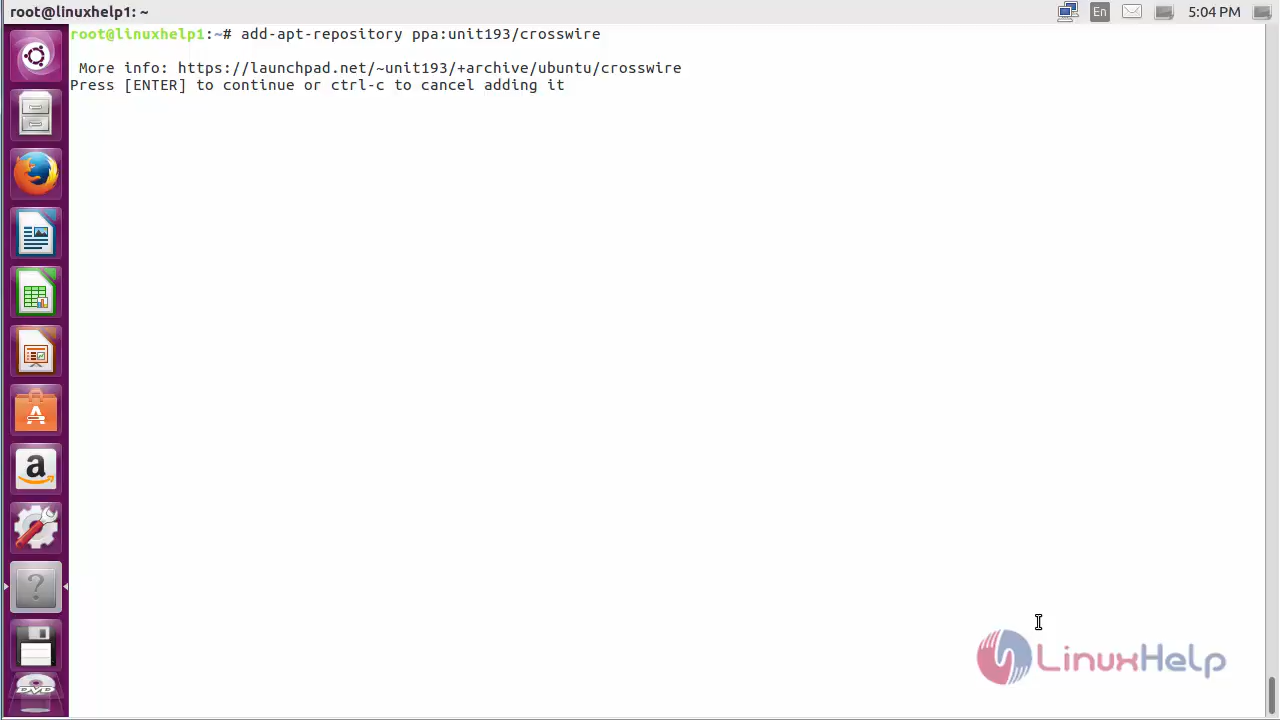 root@linuxhelp1: ~
En
5:04 PM
root@linuxhelp1:~# add-apt-repository ppa:unit193/crosswire
More info: https://launchpad.net/~unit193/+archive/ubuntu/crosswire
Press [ENTER] to continue or ctrl-c to cancel adding it
A
a
?
DVD
LinuxHelp